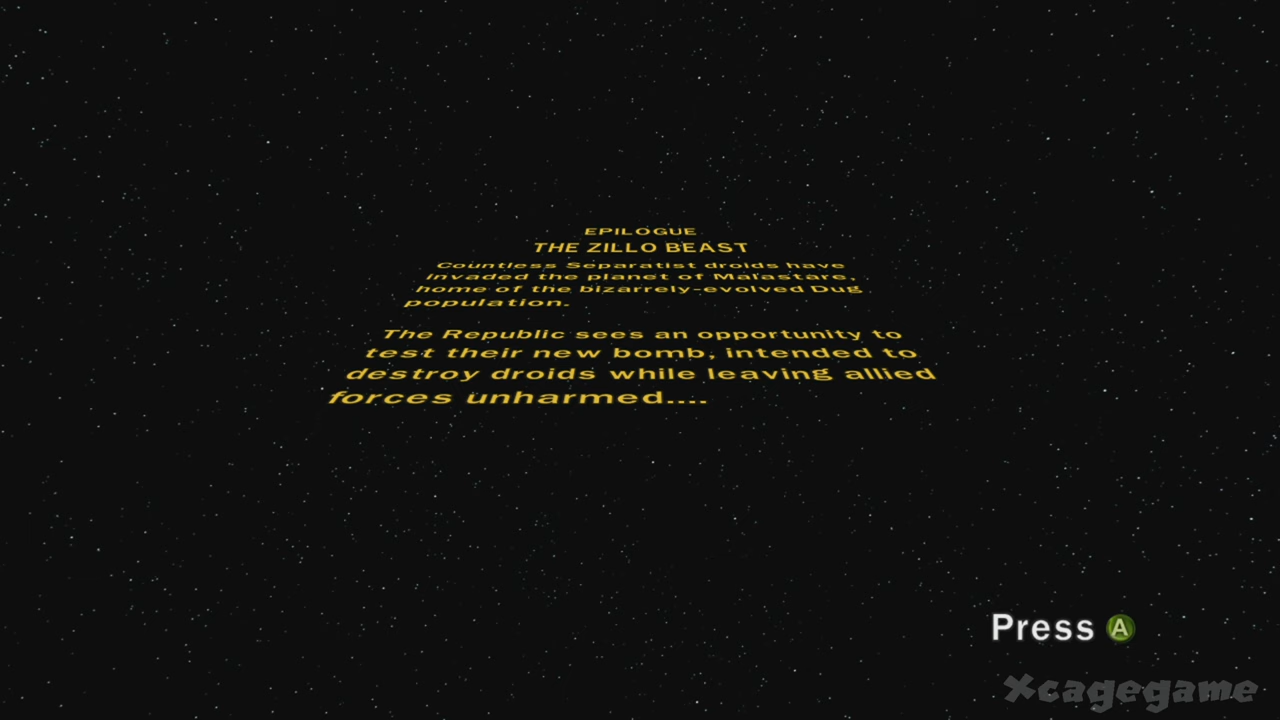 EPILOGUE
THE ZILLO BEAST
Countless Separatist droids have
invaded the planet of Malastare,
home of the bizarrely-evolved Dug
population.
The Republic sees an opportunity to
test their new bomb, intended to
destroy droids while leaving allied
forces unharmed....
Press A
Xcagegame